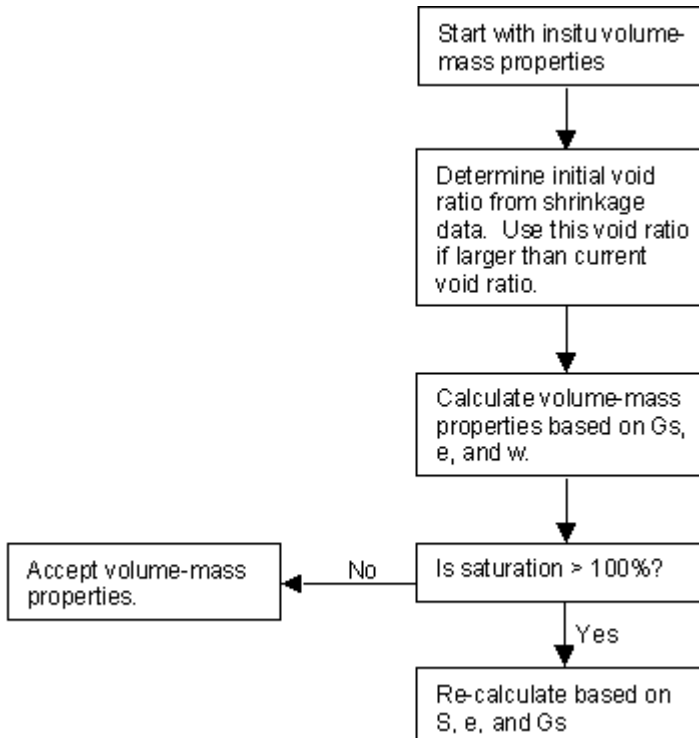 Start with insitu volume-
mass properties
Determine initial void
ratio from shrinkage
data. Use this void ratio
if larger than current
void ratio.
Calculate volume-mass
properties based on Gs,
e, and w.
Is saturation > 100%?
No
Accept volume-mass
properties.
Yes
Re-calculate based on
S, e, and Gs